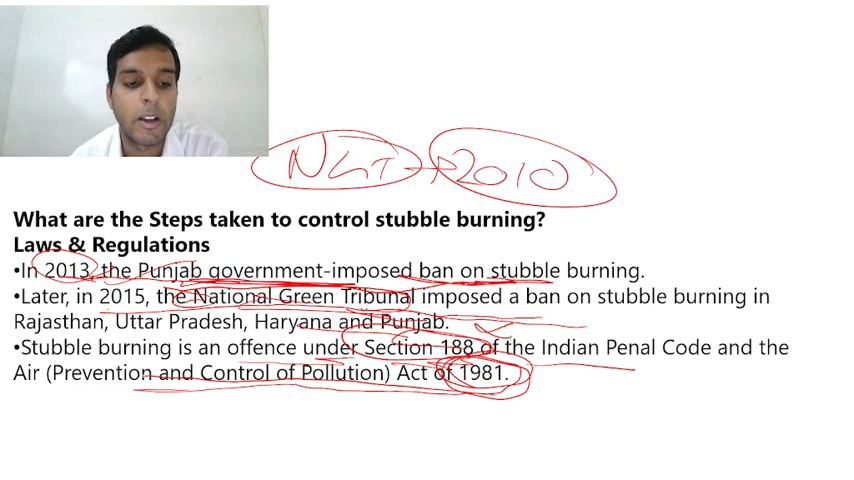 NGT → 2010
What are the Steps taken to control stubble burning?
Laws & Regulations
•In 2013, the Punjab government-imposed ban on stubble burning.
•Later, in 2015, the National Green Tribunal imposed a ban on stubble burning in
Rajasthan, Uttar Pradesh, Haryana and Punjab.
•Stubble burning is an offence under Section 188 of the Indian Penal Code and the
Air (Prevention and Control of Pollution) Act of 1981.